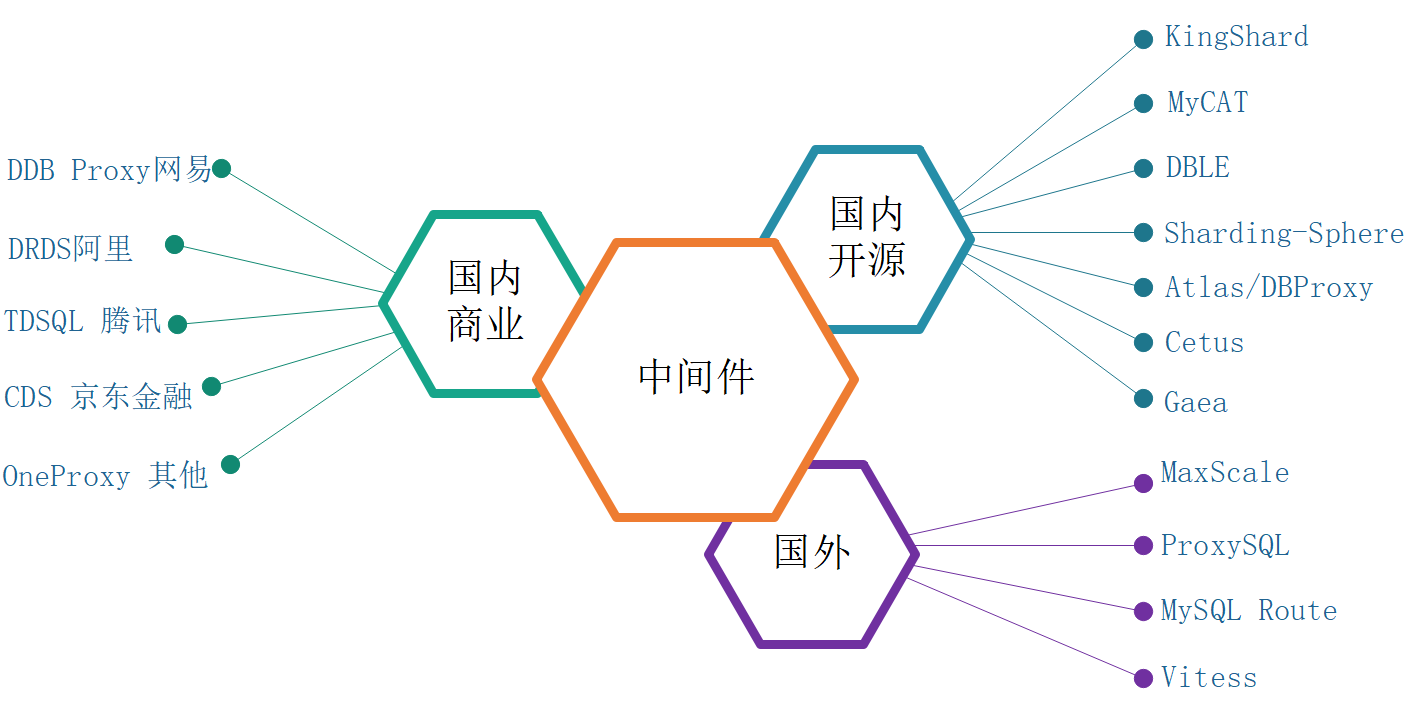 DDB Proxy网易
DRDS阿里
TDSQL 腾讯
CDS 京东金融
OneProxy 其他
国内
商业
中间件
国内
开源
KingShard
MyCAT
DBLE
Sharding-Sphere
Atlas/DBProxy
Cetus
Gaea
国外
MaxScale
ProxySQL
MySQL Route
Vitess